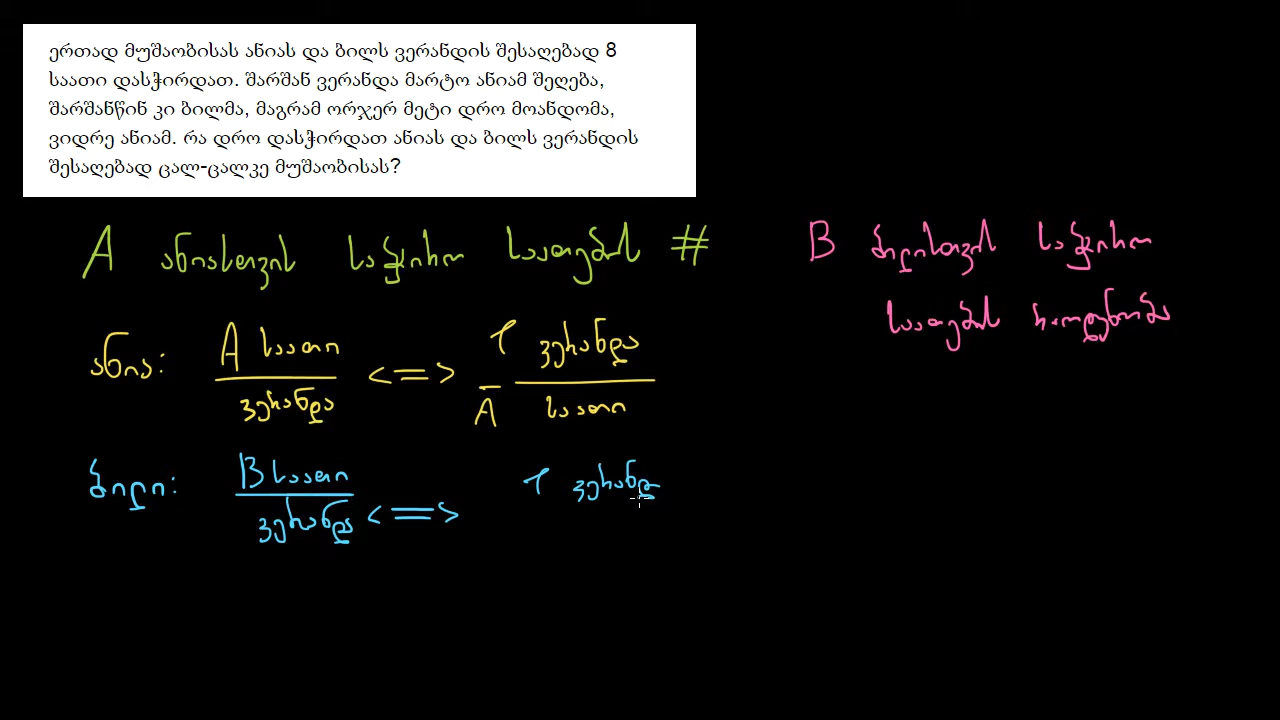 ერთად მუშაობისას ანიას და ბილს ვერანდის შესაღებად 8
საათი დასჭირდათ. შარშან ვერანდა მარტო ანიამ შეღება,
შარშანწინ კი ბილმა, მაგრამ ორჯერ მეტი დრო მოანდომა,
ვიდრე ანიამ. რა დრო დასჭირდათ ანიას და ბილს ვერანდის
შესაღებად ცალ-ცალკე მუშაობისას?
A ანიასთვის საჭირო საათების #
B ბილისთვის საჭირო
საათების რაოდენობა
ანია: A საათი <=> 1 ვერანდა
ვერანდა A საათი
ბილი: B საათი <=> 1 ვერანდ
ვერანდა